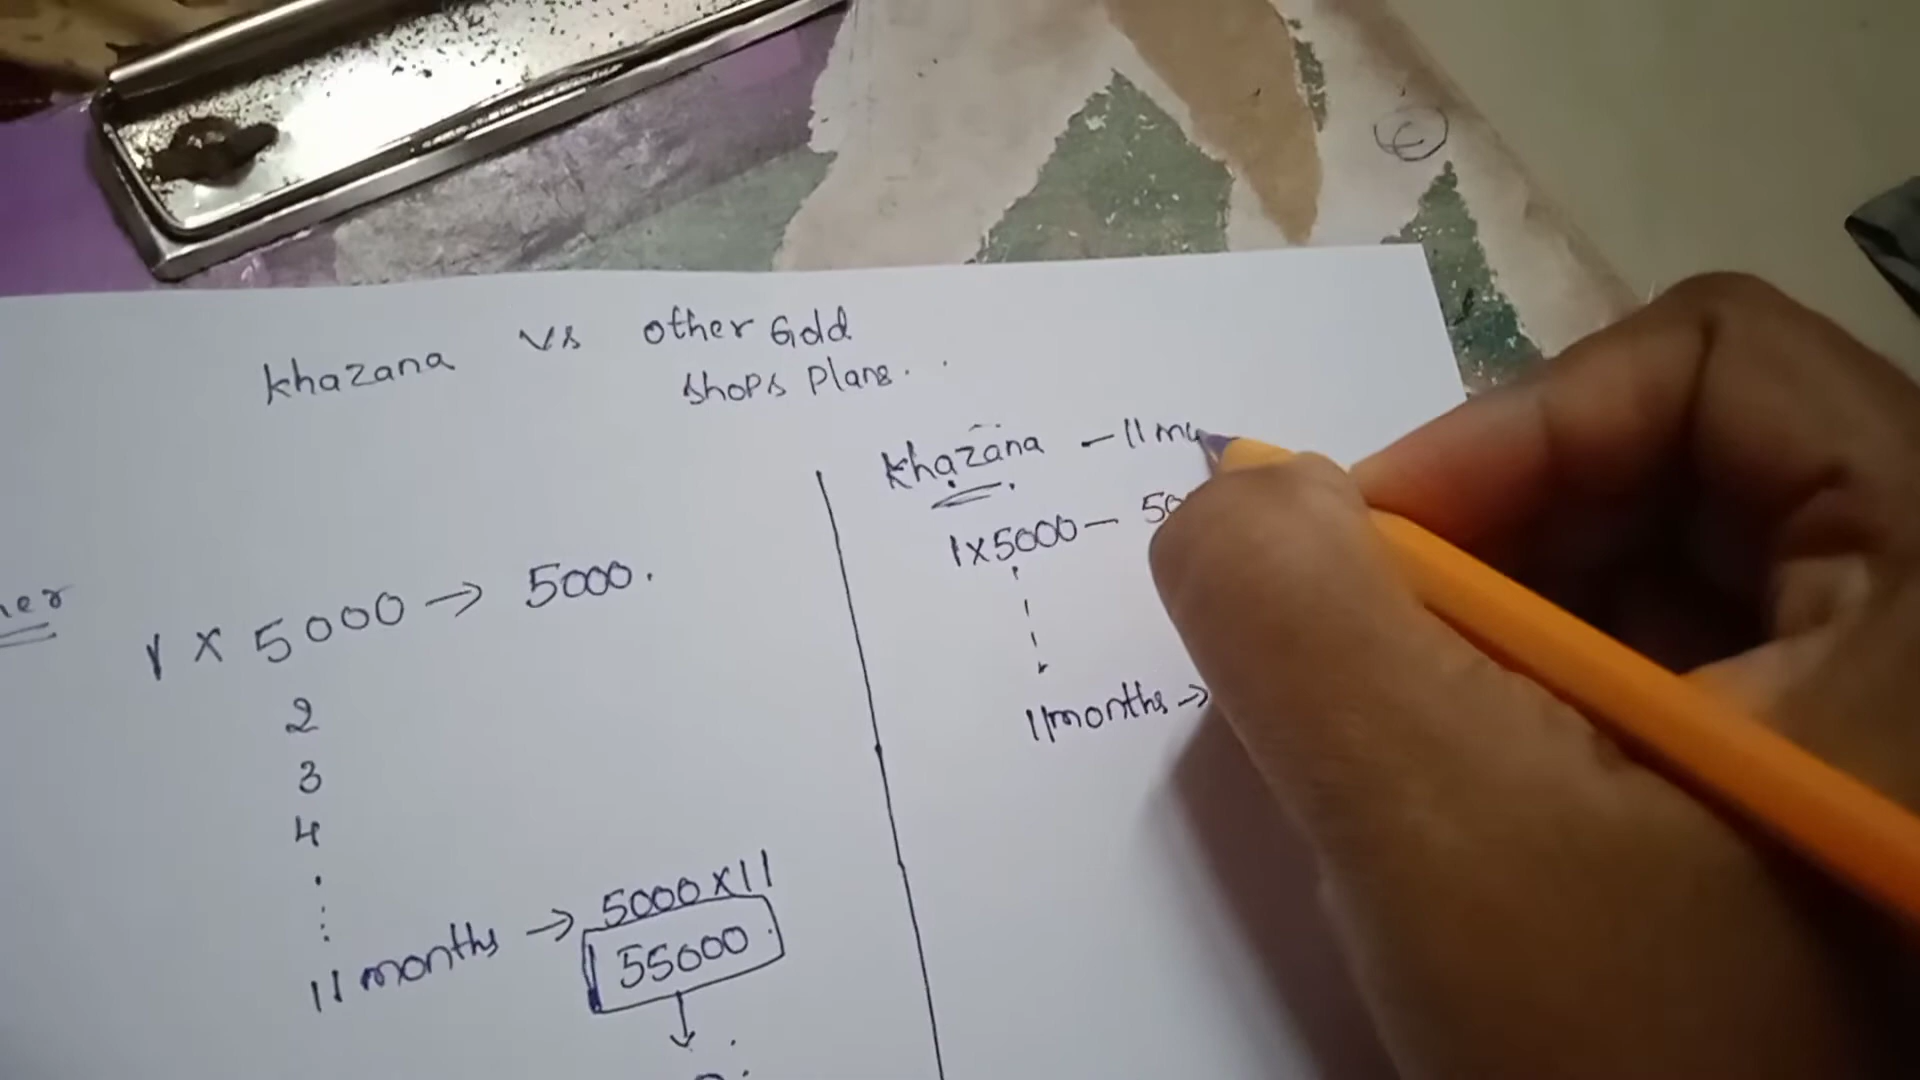 Khazana Vs other Gold
shops Plans.
1 x 5000 → 5000.
2
3
4
11 months → 5000x11
55000
Khazana - 11
1x5000 -
11months →